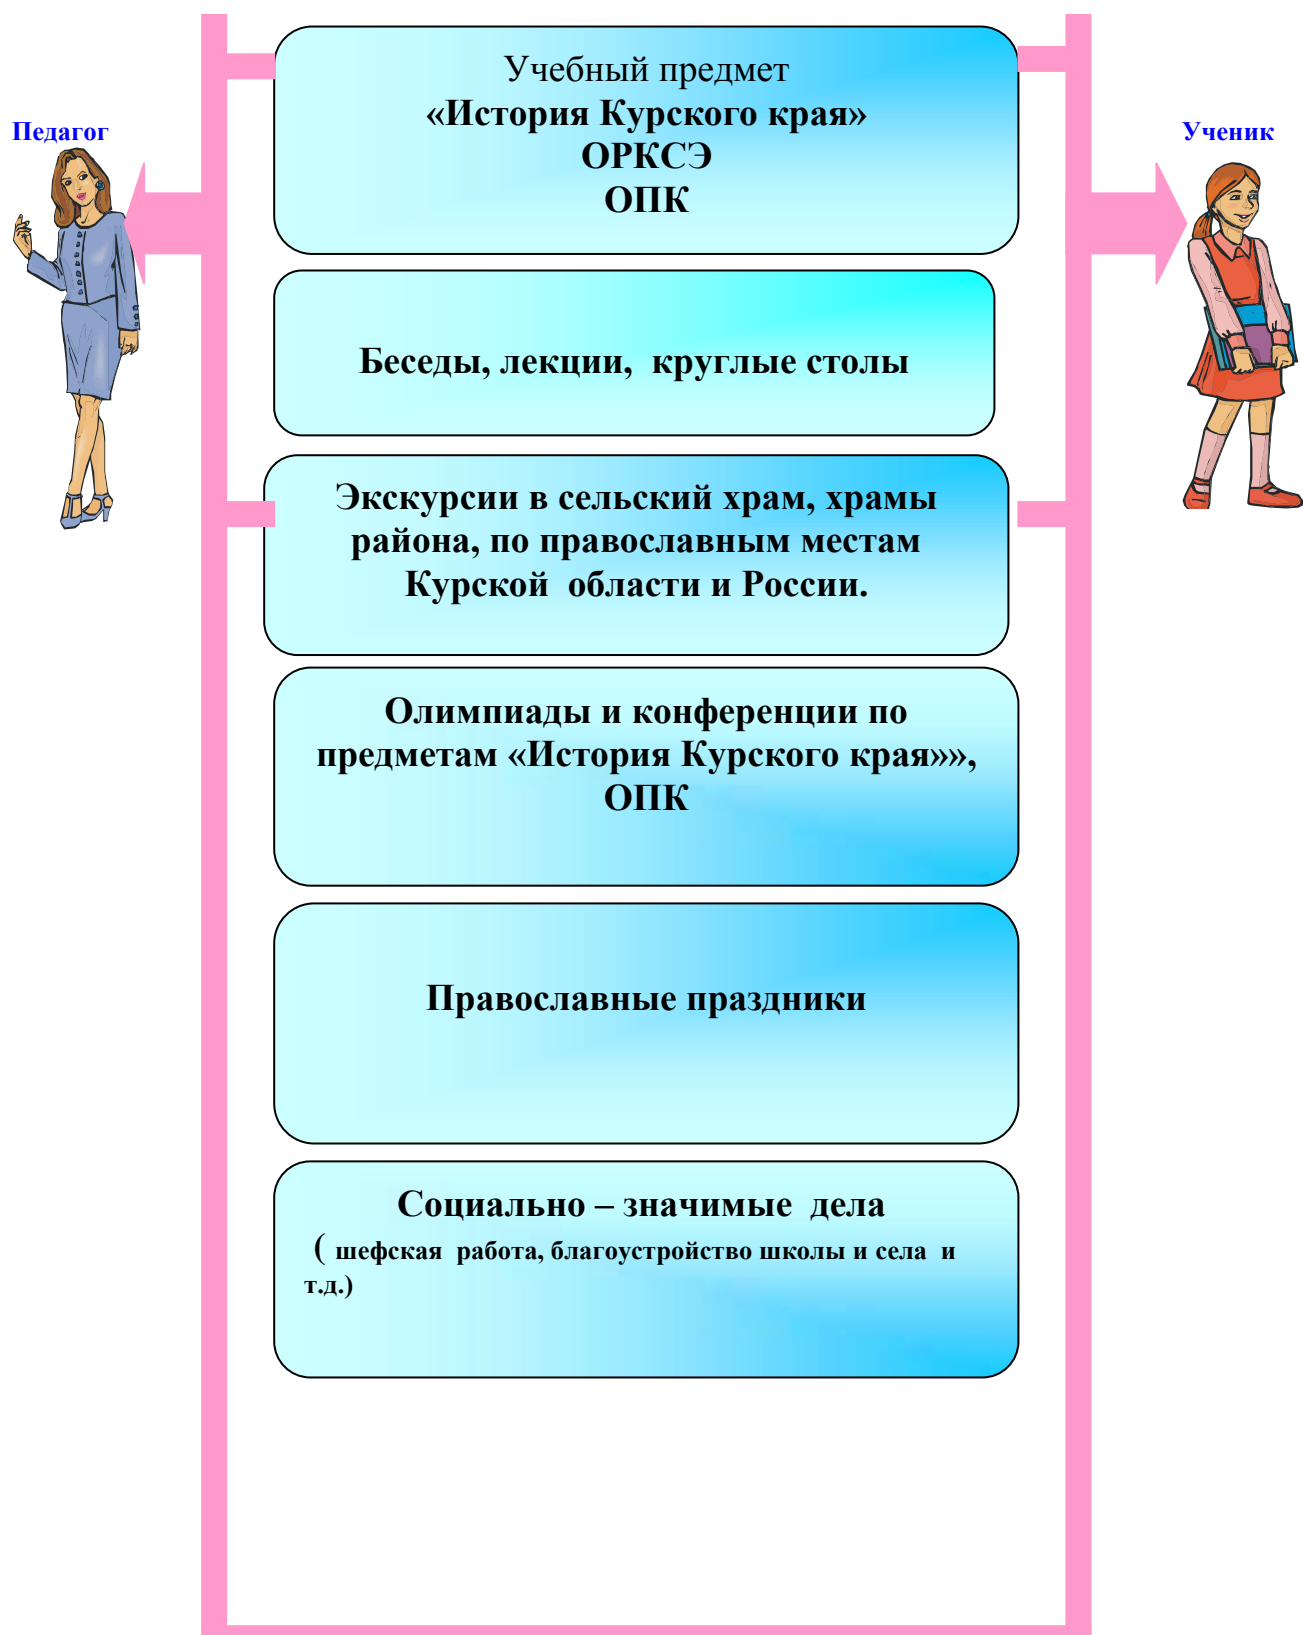 Учебный предмет
«История Курского края»
ОРКСЭ
ОПК
Педагог
Ученик
Беседы, лекции,  круглые столы
Экскурсии в сельский храм, храмы
района, по православным местам
Курской  области и России.
Олимпиады и конференции по
предметам «История Курского края»»,
ОПК
Православные праздники
Социально – значимые  дела
( шефская  работа, благоустройство школы и села  и
т.д.)